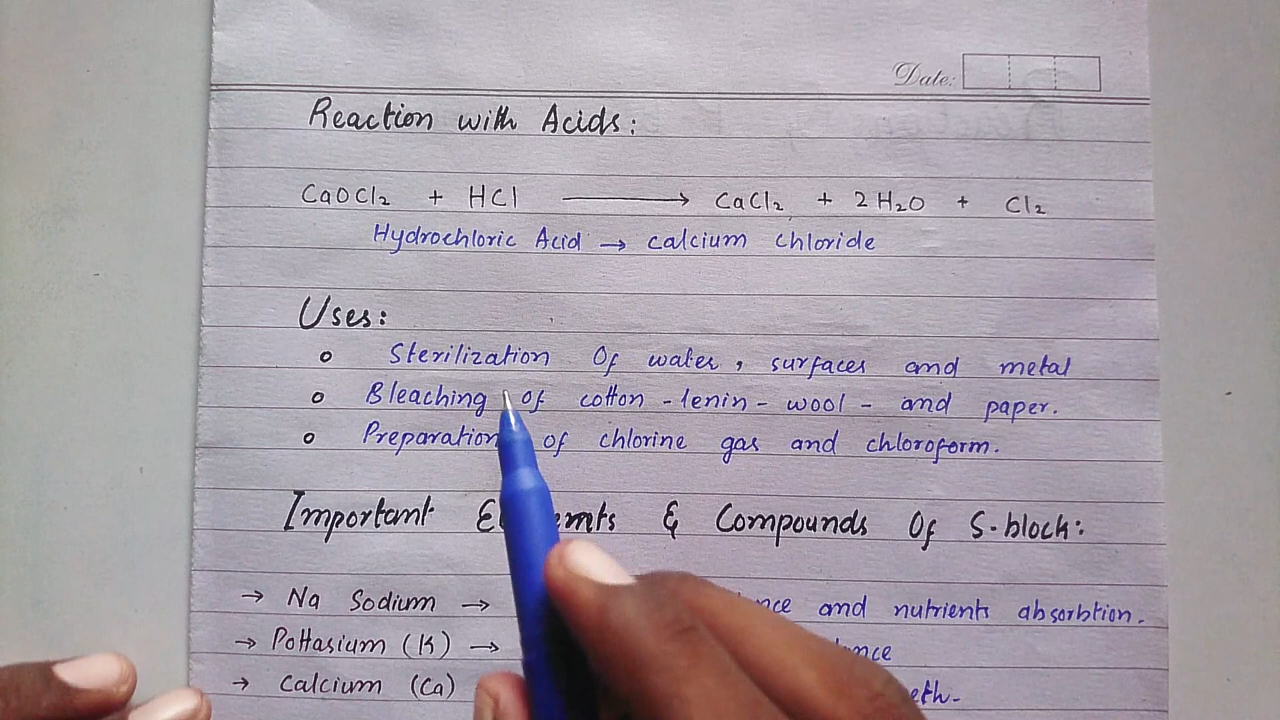 Date:
Reaction with Acids:
CaOCl₂ + HCl ⟶ CaCl₂ + 2H₂O + Cl₂
Hydrochloric Acid → calcium chloride
Uses:
o Sterilization Of water, surfaces and metal
o Bleaching of cotton - lenin - wool - and paper.
o Preparation of chlorine gas and chloroform.
Important & Compounds Of S-block:
→ Na Sodium → and nutrients absorbtion.
→ Pottasium (K) →
→ Calcium (Ca)